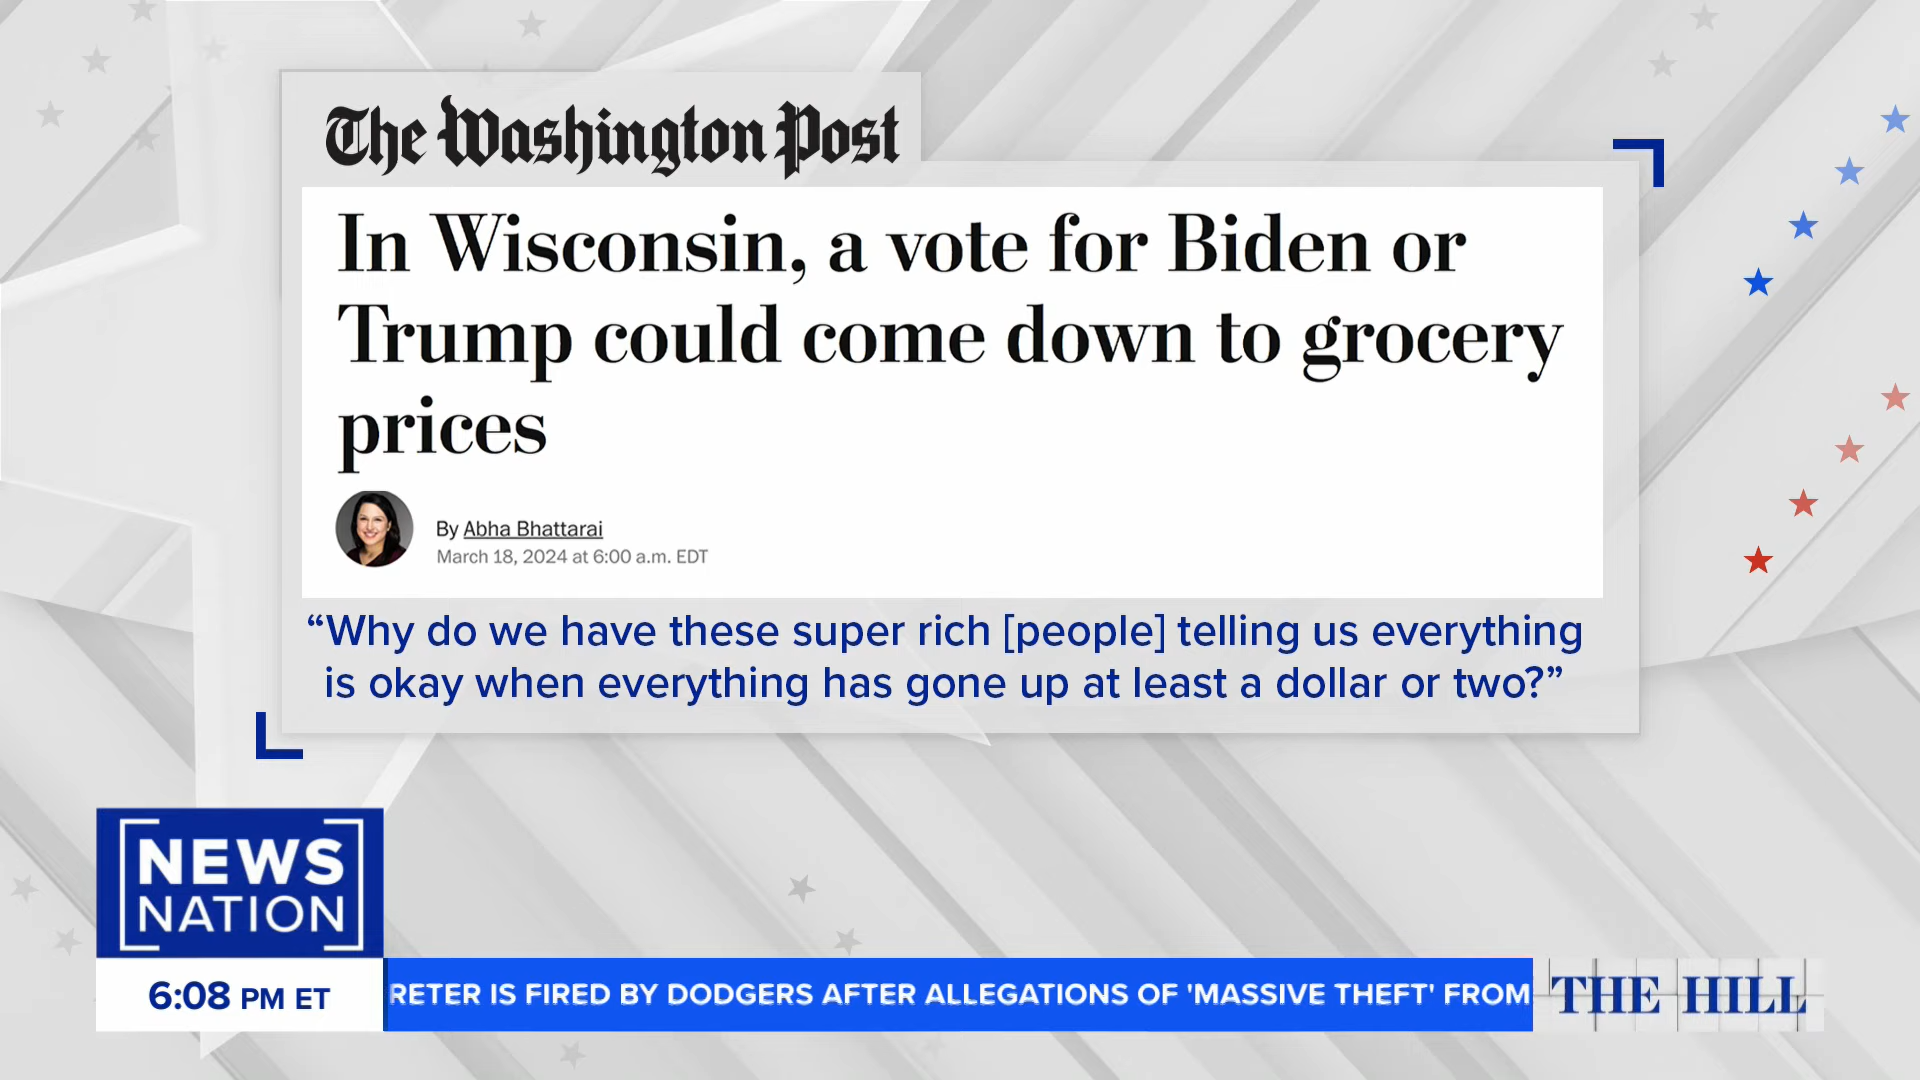 The Washington Post
In Wisconsin, a vote for Biden or
Trump could come down to grocery
prices
By Abha Bhattarai
March 18, 2024 at 6:00 a.m. EDT
“Why do we have these super rich [people] telling us everything
is okay when everything has gone up at least a dollar or two?”
NEWS
NATION
6:08 PM ET
RETER IS FIRED BY DODGERS AFTER ALLEGATIONS OF 'MASSIVE THEFT' FROM
THE HILL